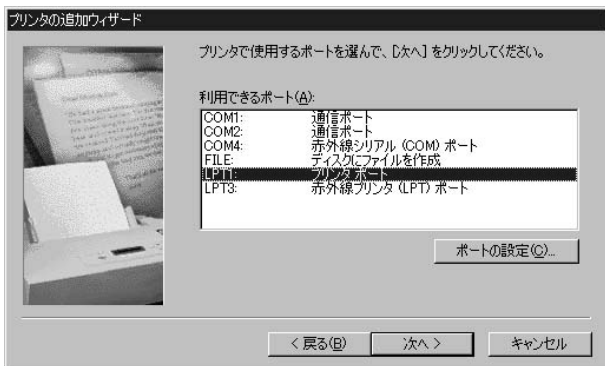 プリンタの追加ウィザード
プリンタで使用するポートを選んで、[次へ] をクリックしてください。
利用できるポート(A):
COM1: 通信ポート
COM2: 通信ポート
COM4: 赤外線シリアル (COM) ポート
FILE: ディスクにファイルを作成
LPT1: プリンタ ポート
LPT3: 赤外線プリンタ (LPT) ポート
ポートの設定(C)...
< 戻る(B)
次へ >
キャンセル